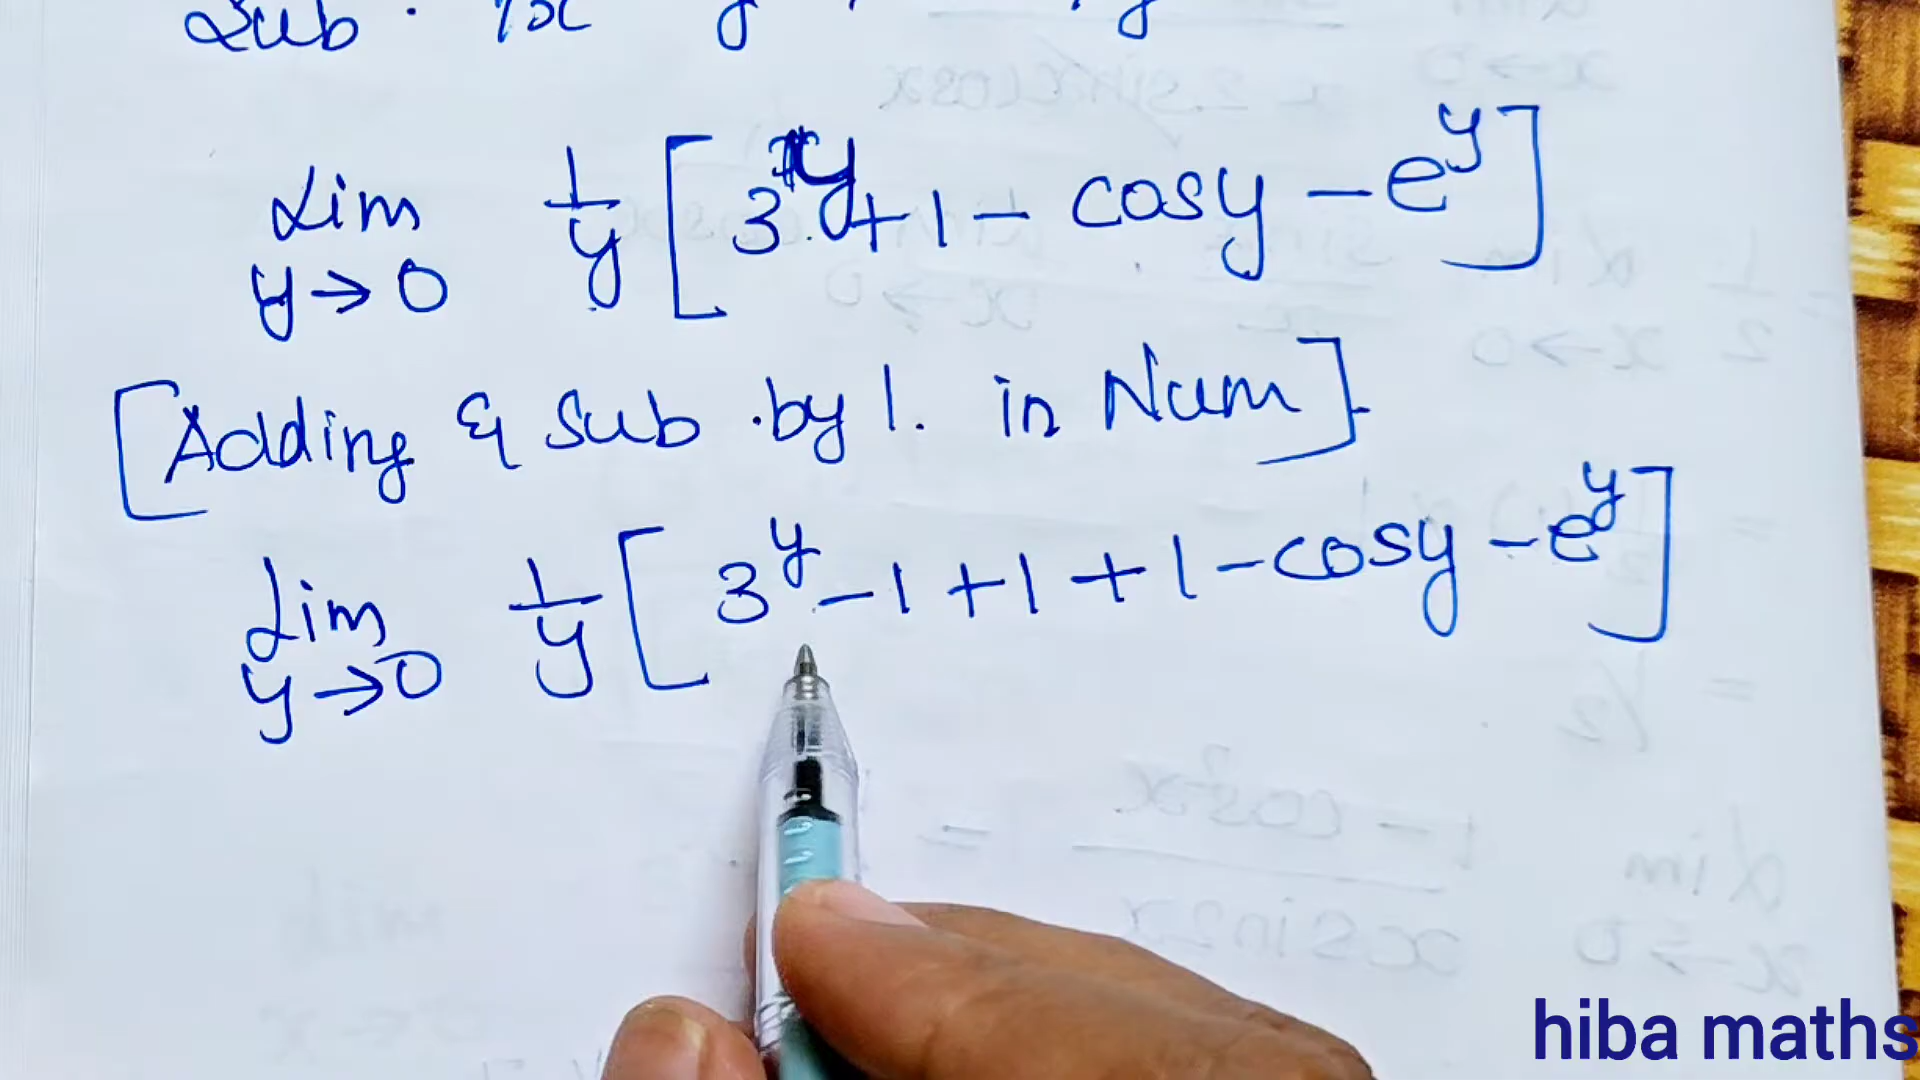 Sub.
Lim 1/y [3^y + 1 - cosy - e^y]
y→0
[Adding & Sub .by 1. in Num]
Lim 1/y [3^y - 1 + 1 + 1 - cosy - e^y]
y→0
hiba maths